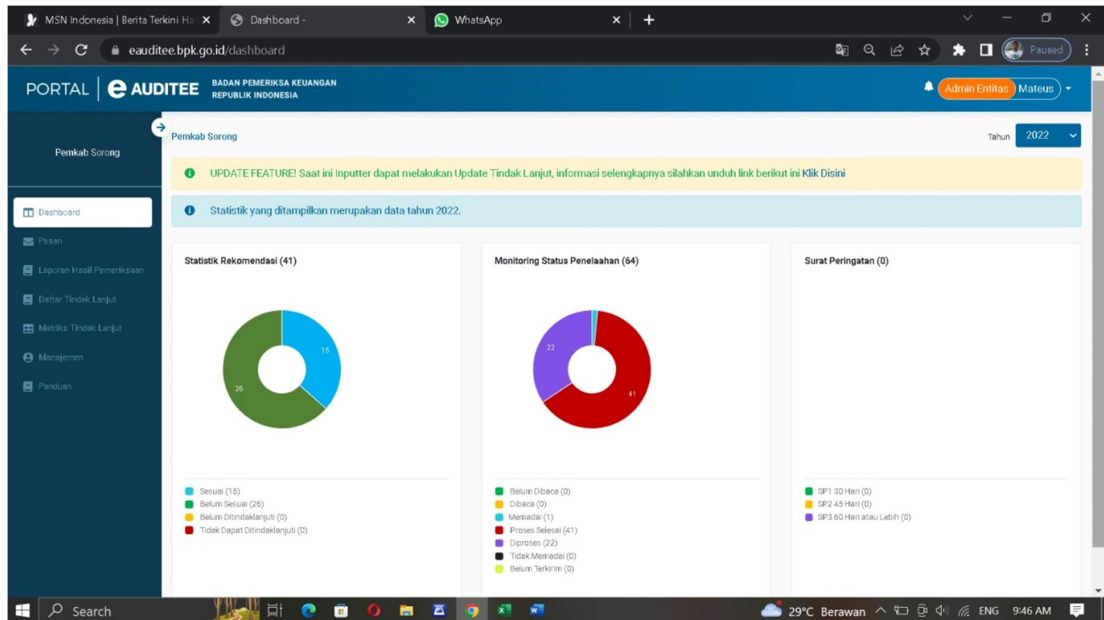 MSN Indonesia | Berita Terkini Ha
Dashboard -
WhatsApp
eauditee.bpk.go.id/dashboard
Paused
PORTAL | e AUDITEE
BADAN PEMERIKSA KEUANGAN
REPUBLIK INDONESIA
Admin Entitas Mateus
Pemkab Sorong
Dashboard
Pesan
Laporan Hasil Pemeriksaan
Daftar Tindak Lanjut
Matriks Tindak Lanjut
Manajemen
Panduan
Pemkab Sorong
Tahun 2022
UPDATE FEATURE! Saat ini Inputter dapat melakukan Update Tindak Lanjut, informasi selengkapnya silahkan unduh link berikut ini Klik Disini
Statistik yang ditampilkan merupakan data tahun 2022.
Statistik Rekomendasi (41)
15
26
Sesuai (15)
Belum Sesuai (26)
Belum Ditindaklanjuti (0)
Tidak Dapat Ditindaklanjuti (0)
Monitoring Status Penelaahan (64)
22
41
Belum Dibaca (0)
Dibaca (0)
Memadai (1)
Proses Selesai (41)
Diproses (22)
Tidak Memadai (0)
Belum Terkirim (0)
Surat Peringatan (0)
SP1 30 Hari (0)
SP2 45 Hari (0)
SP3 60 Hari atau Lebih (0)
Search
29°C Berawan
ENG
9:46 AM